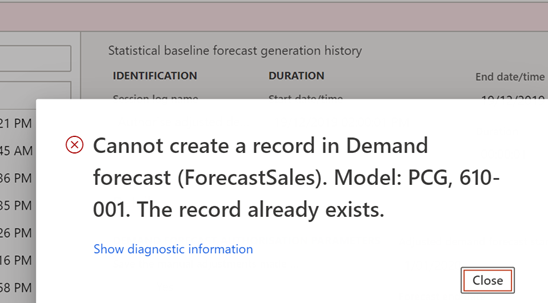 Statistical baseline forecast generation history
IDENTIFICATION DURATION End date/time
Session log name Start date/time 10/12/2019
21 PM
45 AM
36 PM
35 PM
26 PM
16 PM
58 PM
Cannot create a record in Demand
forecast (ForecastSales). Model: PCG, 610-
001. The record already exists.
Show diagnostic information
Close